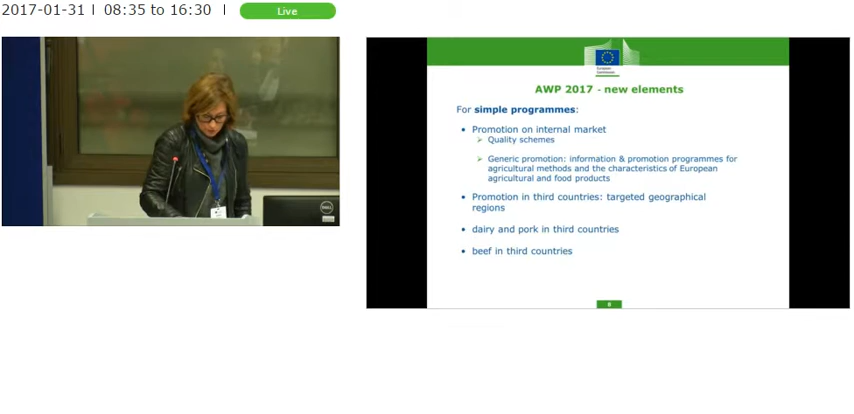 2017-01-31 | 08:35 to 16:30 |
Live
DELL
European
Commission
AWP 2017 - new elements
For simple programmes:
• Promotion on internal market
➢ Quality schemes
➢ Generic promotion: information & promotion programmes for
agricultural methods and the characteristics of European
agricultural and food products
• Promotion in third countries: targeted geographical
regions
• dairy and pork in third countries
• beef in third countries
8